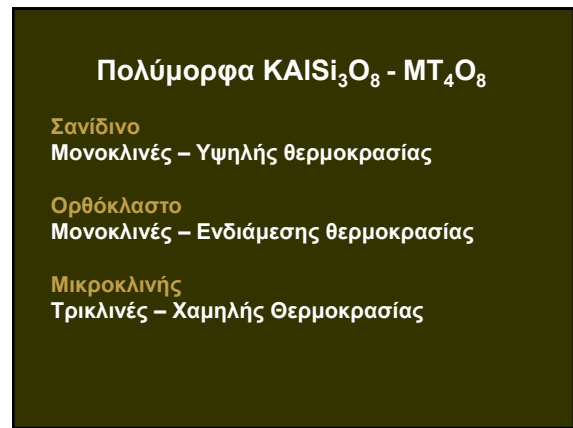 Πολύμορφα KAlSi₃O₈ - MT₄O₈
Σανίδινο
Μονοκλινές – Υψηλής θερμοκρασίας
Ορθόκλαστο
Μονοκλινές – Ενδιάμεσης θερμοκρασίας
Μικροκλινής
Τρικλινές – Χαμηλής Θερμοκρασίας